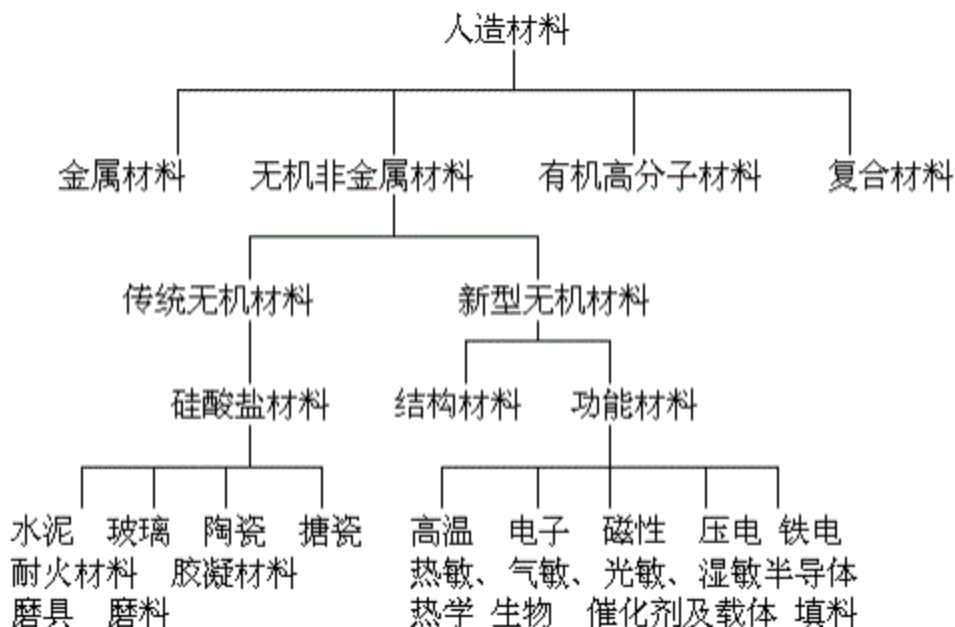 人造材料
金属材料 无机非金属材料 有机高分子材料 复合材料
传统无机材料 新型无机材料
硅酸盐材料 结构材料 功能材料
水泥 玻璃 陶瓷 搪瓷 高温 电子 磁性 压电 铁电
耐火材料 胶凝材料 热敏、气敏、光敏、湿敏半导体
磨具 磨料 热学 生物 催化剂及载体 填料